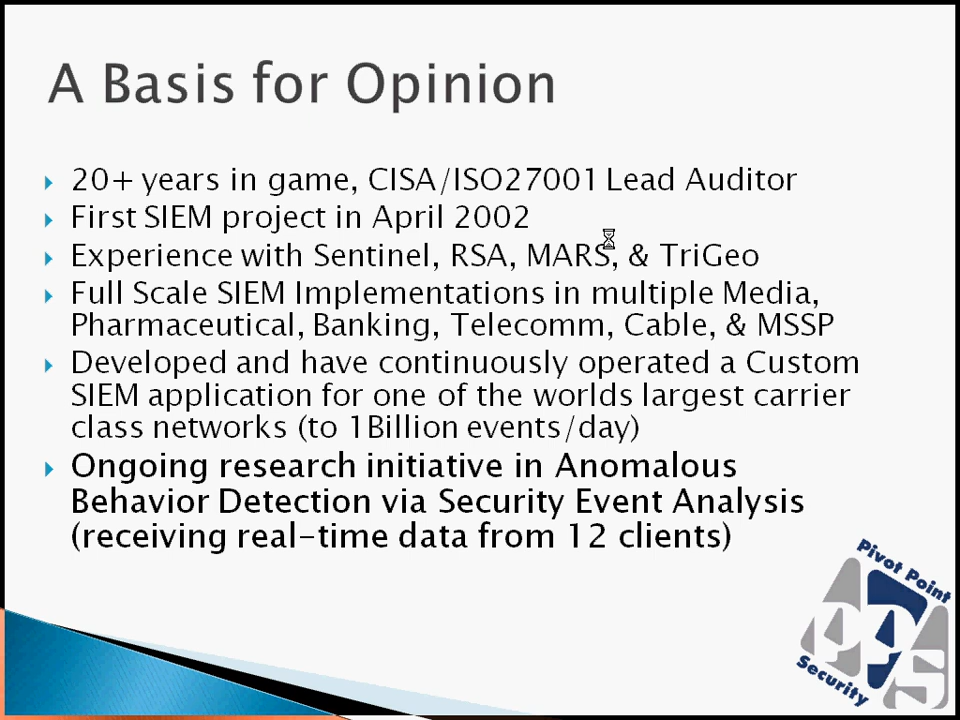 A Basis for Opinion
20+ years in game, CISA/ISO27001 Lead Auditor
First SIEM project in April 2002
Experience with Sentinel, RSA, MARS, & TriGeo
Full Scale SIEM Implementations in multiple Media,
Pharmaceutical, Banking, Telecomm, Cable, & MSSP
Developed and have continuously operated a Custom
SIEM application for one of the worlds largest carrier
class networks (to 1Billion events/day)
Ongoing research initiative in Anomalous
Behavior Detection via Security Event Analysis
(receiving real-time data from 12 clients)
Pivot Point
PPS
Security